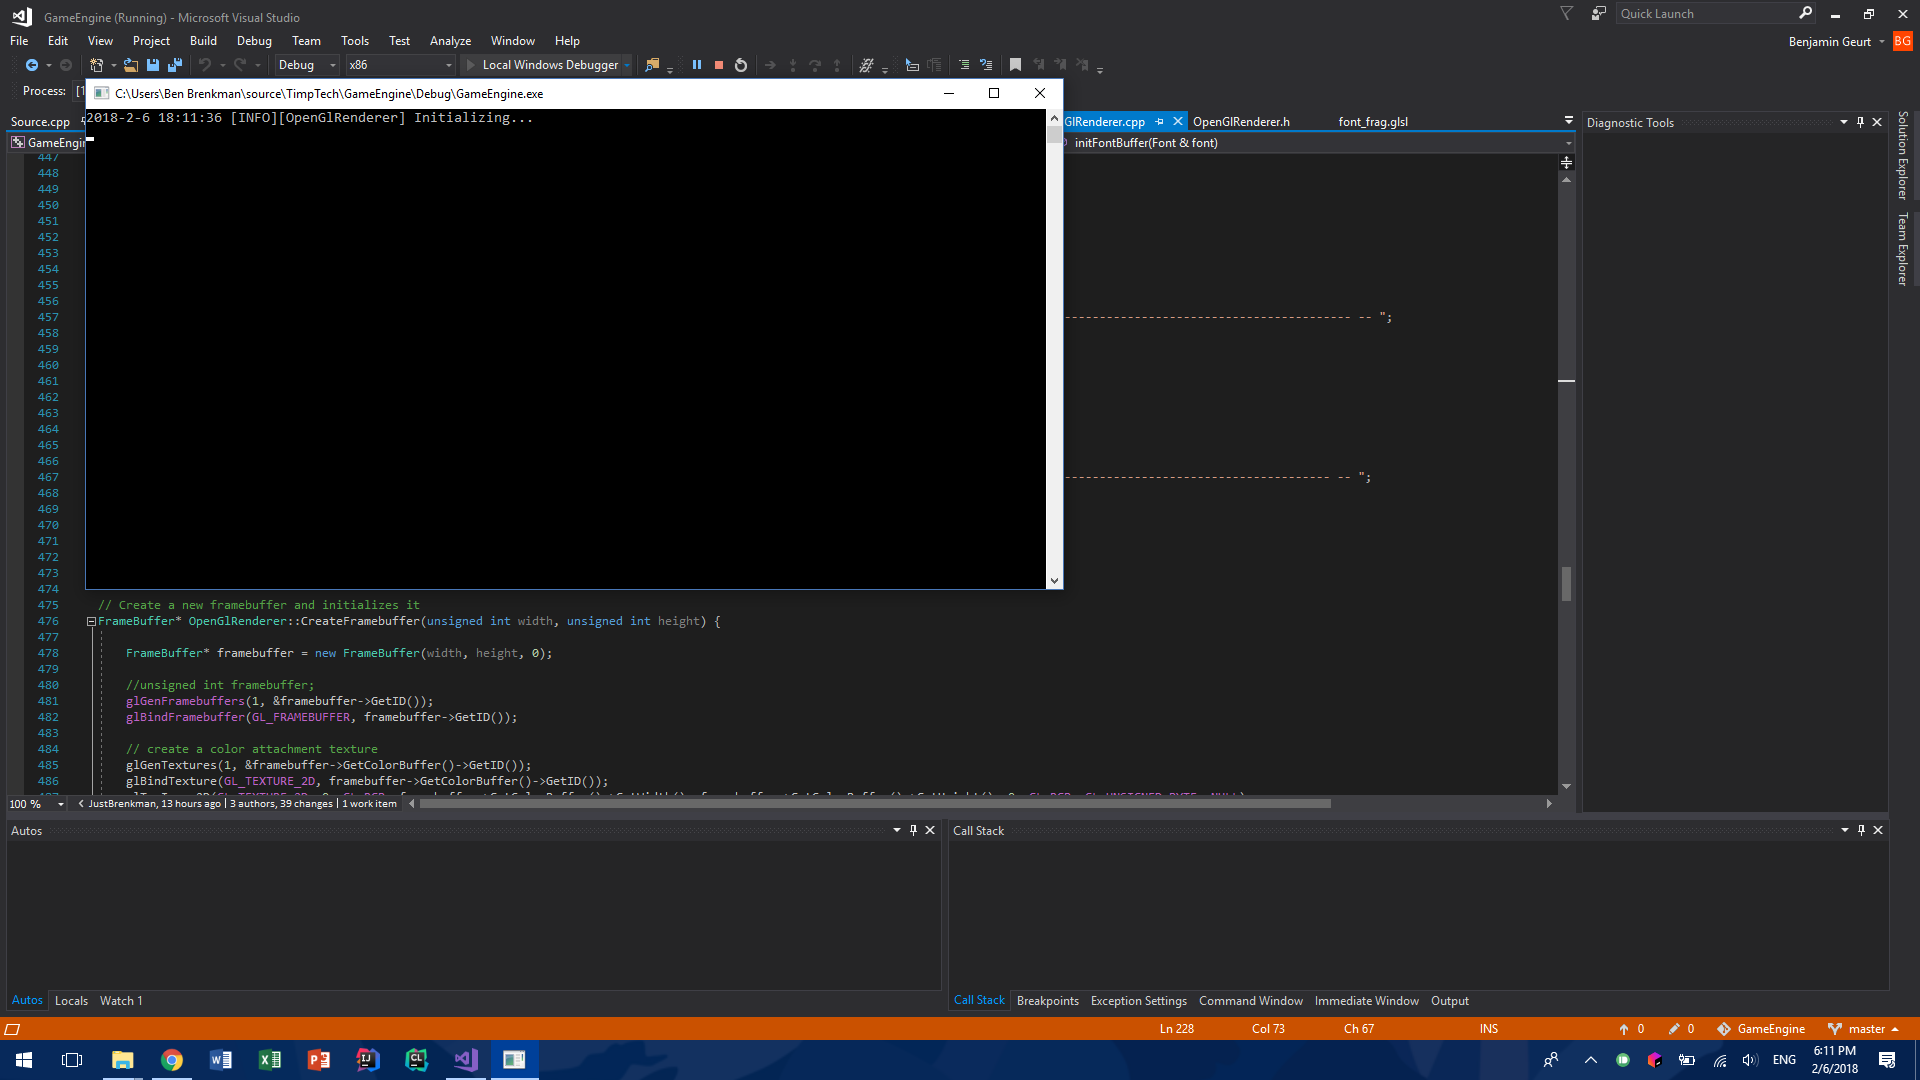 GameEngine (Running) - Microsoft Visual Studio
Quick Launch
File Edit View Project Build Debug Team Tools Test Analyze Window Help
Benjamin Geurt BG
Debug x86 Local Windows Debugger
Process:
C:\Users\Ben Brenkman\source\TimpTech\GameEngine\Debug\GameEngine.exe
2018-2-6 18:11:36 [INFO][OpenGlRenderer] Initializing...
Source.cpp GlRenderer.cpp OpenGlRenderer.h font_frag.glsl
Diagnostic Tools
Solution Explorer
Team Explorer
initFontBuffer(Font & font)
447
448
449
450
451
452
453
454
455
456
457 -- ";
458
459
460
461
462
463
464
465
466
467 -- ";
468
469
470
471
472
473
474
475 // Create a new framebuffer and initializes it
476 FrameBuffer* OpenGlRenderer::CreateFramebuffer(unsigned int width, unsigned int height) {
477
478 FrameBuffer* framebuffer = new FrameBuffer(width, height, 0);
479
480 //unsigned int framebuffer;
481 glGenFramebuffers(1, &framebuffer->GetID());
482 glBindFramebuffer(GL_FRAMEBUFFER, framebuffer->GetID());
483
484 // create a color attachment texture
485 glGenTextures(1, &framebuffer->GetColorBuffer()->GetID());
486 glBindTexture(GL_TEXTURE_2D, framebuffer->GetColorBuffer()->GetID());
100 % JustBrenkman, 13 hours ago | 3 authors, 39 changes | 1 work item
Autos
Call Stack
Autos Locals Watch 1
Call Stack Breakpoints Exception Settings Command Window Immediate Window Output
Ln 228 Col 73 Ch 67 INS 0 0 GameEngine master
ENG
6:11 PM
2/6/2018